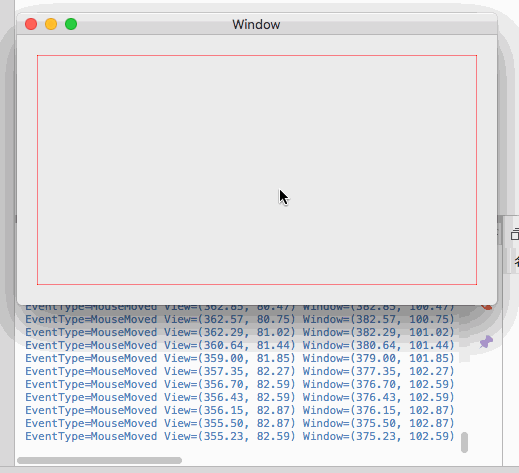 Window
EventType=MouseMoved View=(362.85, 80.47) Window=(382.85, 100.47)
EventType=MouseMoved View=(362.57, 80.75) Window=(382.57, 100.75)
EventType=MouseMoved View=(362.29, 81.02) Window=(382.29, 101.02)
EventType=MouseMoved View=(360.64, 81.44) Window=(380.64, 101.44)
EventType=MouseMoved View=(359.00, 81.85) Window=(379.00, 101.85)
EventType=MouseMoved View=(357.35, 82.27) Window=(377.35, 102.27)
EventType=MouseMoved View=(356.70, 82.59) Window=(376.70, 102.59)
EventType=MouseMoved View=(356.43, 82.59) Window=(376.43, 102.59)
EventType=MouseMoved View=(356.15, 82.87) Window=(376.15, 102.87)
EventType=MouseMoved View=(355.50, 82.87) Window=(375.50, 102.87)
EventType=MouseMoved View=(355.23, 82.59) Window=(375.23, 102.59)